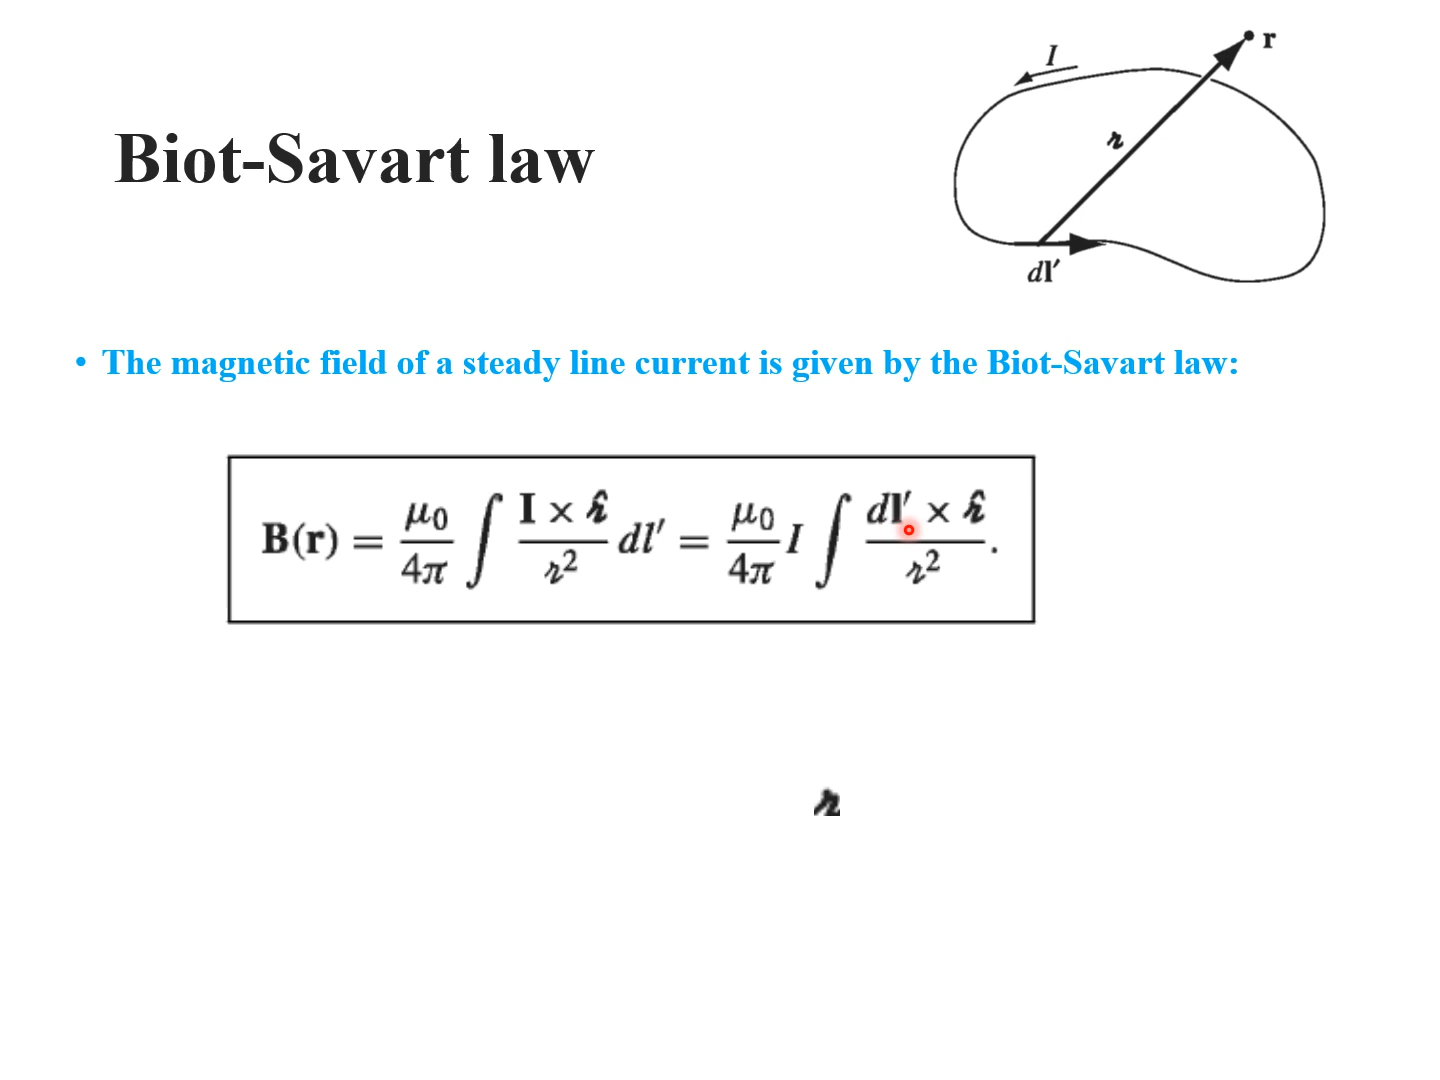 I
r
𝓇
Biot-Savart law
dl′
• The magnetic field of a steady line current is given by the Biot-Savart law:
B(r) = μ₀/4π ∫ I × 𝓇̂/𝓇² dl′ = μ₀/4π I ∫ dl′ × 𝓇̂/𝓇².
𝓇